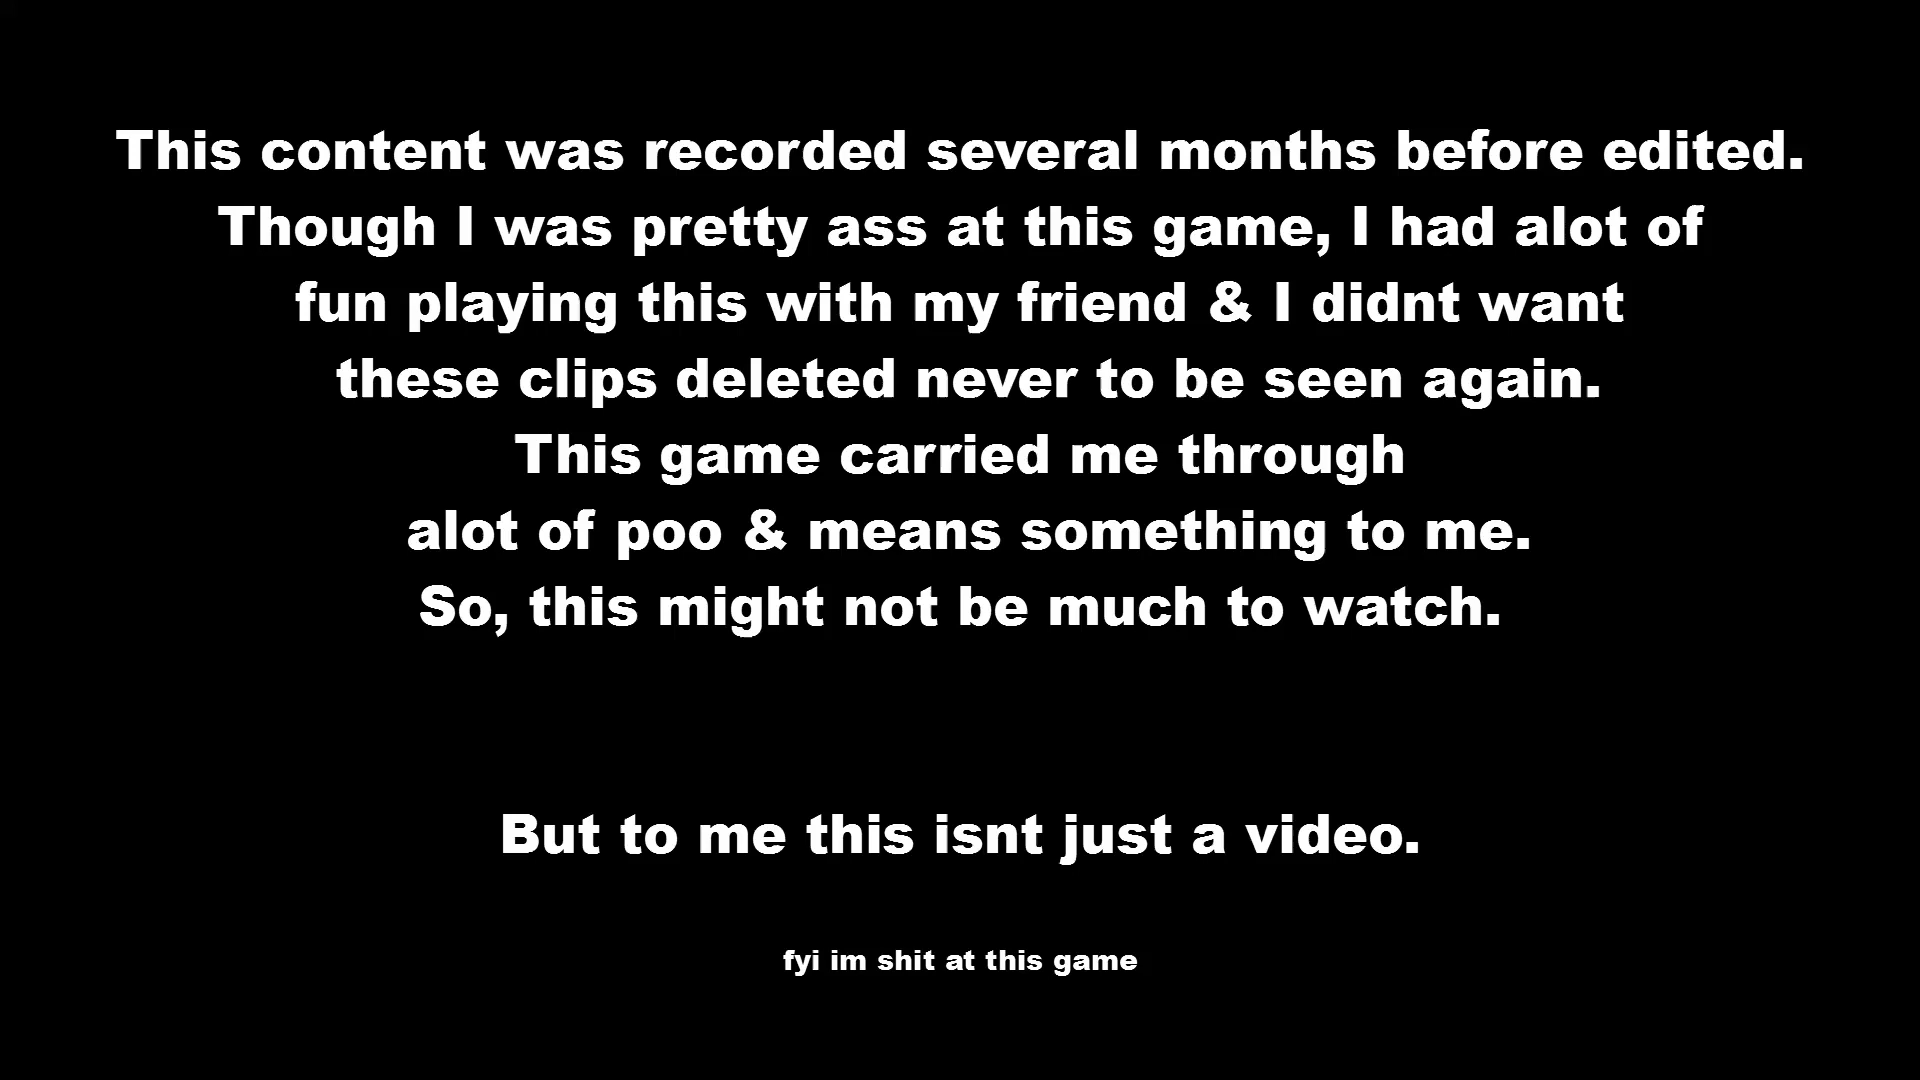 This content was recorded several months before edited.
Though I was pretty ass at this game, I had alot of
fun playing this with my friend & I didnt want
these clips deleted never to be seen again.
This game carried me through
alot of poo & means something to me.
So, this might not be much to watch.
But to me this isnt just a video.
fyi im shit at this game